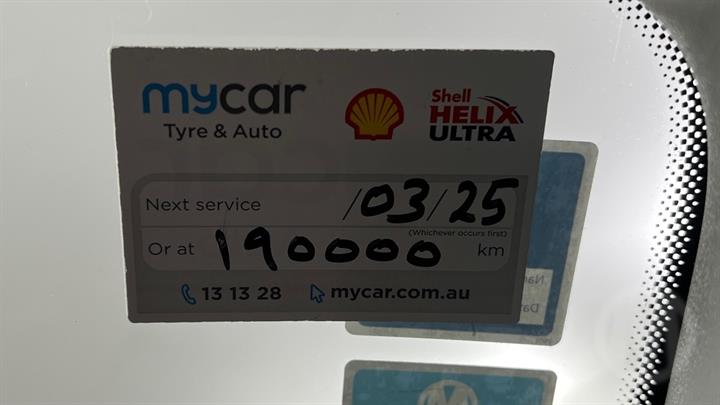 mycar
Tyre & Auto
Shell
HELIX
ULTRA
Next service /03/25
(Whichever occurs first)
Or at 190000 km
13 13 28 mycar.com.au